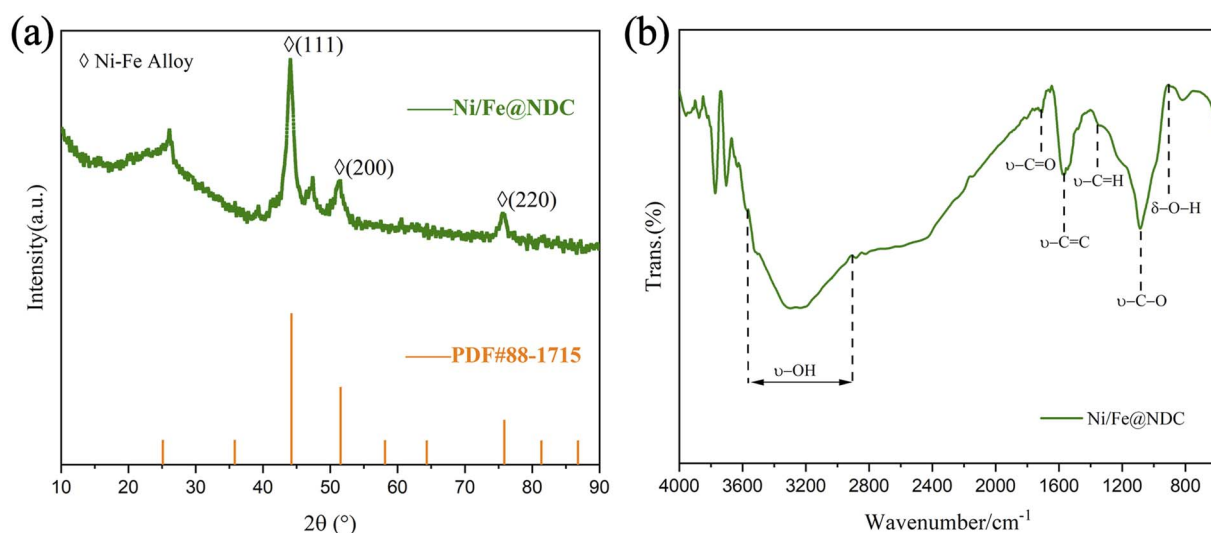 (a)
◊(111)
◊ Ni-Fe Alloy
Ni/Fe@NDC
◊(200)
◊(220)
Intensity(a.u.)
PDF#88-1715
10 20 30 40 50 60 70 80 90
2θ (°)
(b)
υ–C=O
υ–C=H
δ–O–H
υ–C=C
υ–C–O
υ–OH
Trans.(%)
Ni/Fe@NDC
4000 3600 3200 2800 2400 2000 1600 1200 800
Wavenumber/cm⁻¹